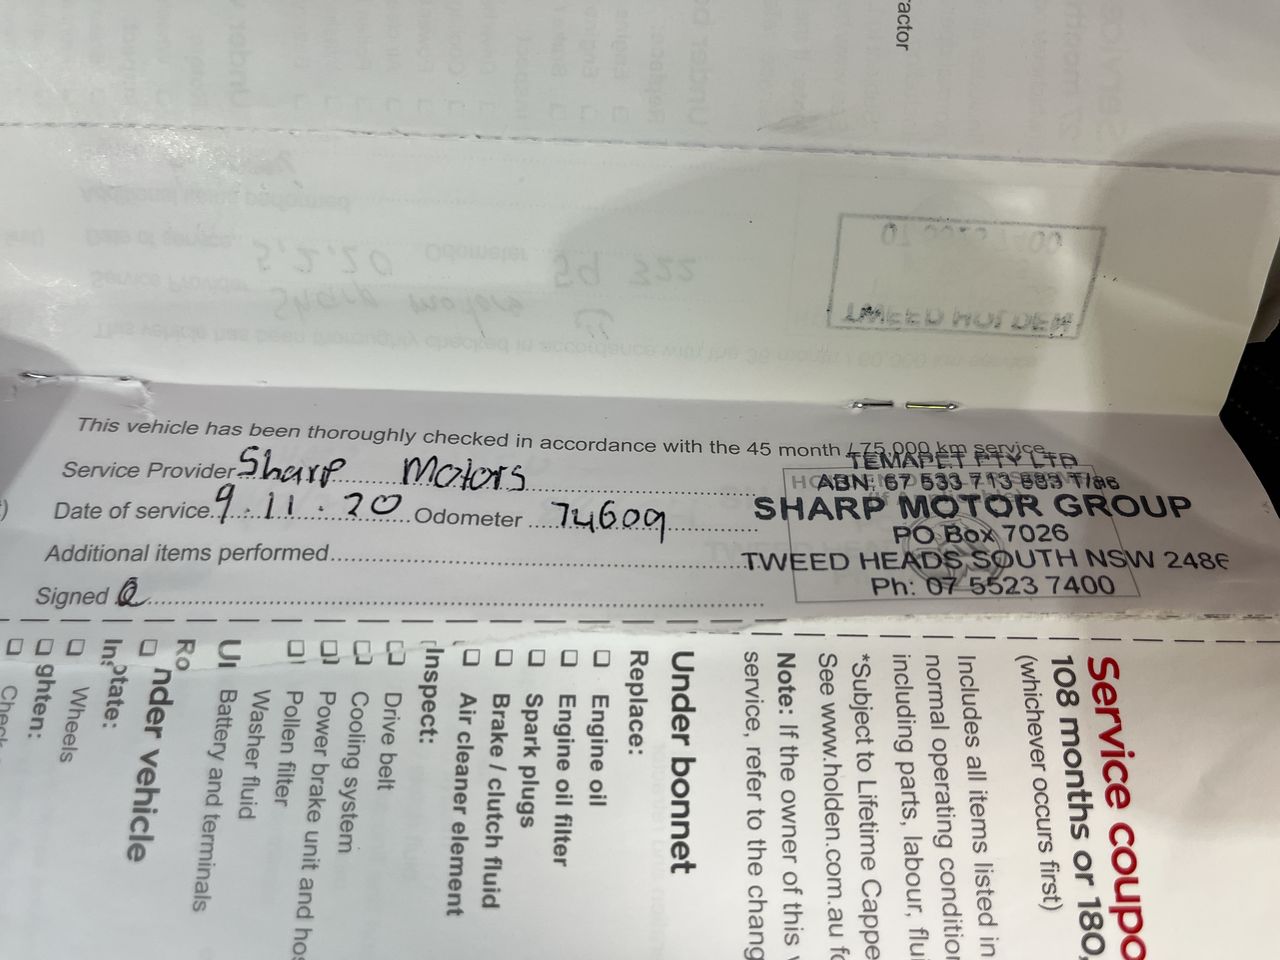 actor
This vehicle has been thoroughly checked in accordance with the 45 month / 75,000 km service
Service Provider Sharp Motors
Date of service 9.11.20 Odometer 74609
Additional items performed
Signed
TEMAPET PTY LTD
ABN: 67 533 713 683 T/as
SHARP MOTOR GROUP
PO Box 7026
TWEED HEADS SOUTH NSW 2486
Ph: 07 5523 7400
Service coupo
108 months or 180,
(whichever occurs first)
Includes all items listed in
normal operating condition
including parts, labour, flui
*Subject to Lifetime Cappe
See www.holden.com.au fo
Note: If the owner of this v
service, refer to the chang
Under bonnet
Replace:
Engine oil
Engine oil filter
Spark plugs
Brake / clutch fluid
Air cleaner element
Inspect:
Drive belt
Cooling system
Power brake unit and hos
Pollen filter
Washer fluid
Battery and terminals
nder vehicle
otate:
Wheels
ghten:
Check